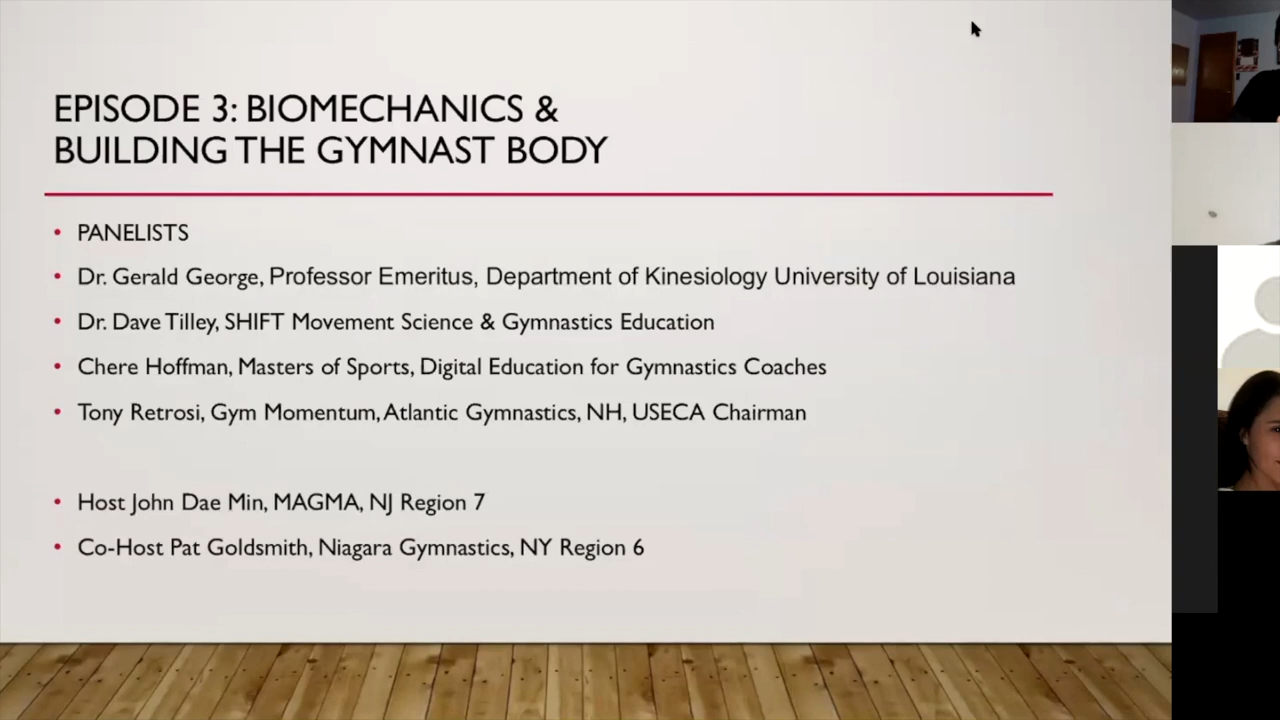 EPISODE 3: BIOMECHANICS &
BUILDING THE GYMNAST BODY
• PANELISTS
• Dr. Gerald George, Professor Emeritus, Department of Kinesiology University of Louisiana
• Dr. Dave Tilley, SHIFT Movement Science & Gymnastics Education
• Chere Hoffman, Masters of Sports, Digital Education for Gymnastics Coaches
• Tony Retrosi, Gym Momentum, Atlantic Gymnastics, NH, USECA Chairman
• Host John Dae Min, MAGMA, NJ Region 7
• Co-Host Pat Goldsmith, Niagara Gymnastics, NY Region 6